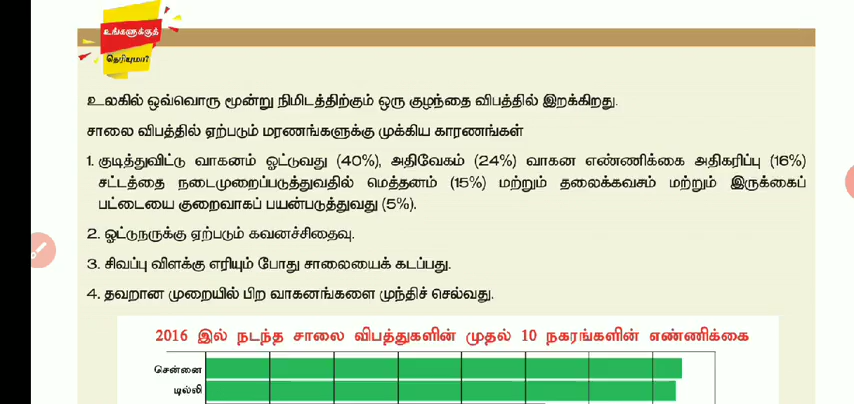 உங்களுக்குத்
தெரியுமா?
உலகில் ஒவ்வொரு மூன்று நிமிடத்திற்கும் ஒரு குழந்தை விபத்தில் இறக்கிறது.
சாலை விபத்தில் ஏற்படும் மரணங்களுக்கு முக்கிய காரணங்கள்
1. குடித்துவிட்டு வாகனம் ஓட்டுவது (40%), அதிவேகம் (24%) வாகன எண்ணிக்கை அதிகரிப்பு (16%)
சட்டத்தை நடைமுறைப்படுத்துவதில் மெத்தனம் (15%) மற்றும் தலைக்கவசம் மற்றும் இருக்கைப்
பட்டையை குறைவாகப் பயன்படுத்துவது (5%).
2. ஓட்டுநருக்கு ஏற்படும் கவனச்சிதைவு.
3. சிவப்பு விளக்கு எரியும் போது சாலையைக் கடப்பது.
4. தவறான முறையில் பிற வாகனங்களை முந்திச் செல்வது.
2016 இல் நடந்த சாலை விபத்துகளின் முதல் 10 நகரங்களின் எண்ணிக்கை
சென்னை
டில்லி